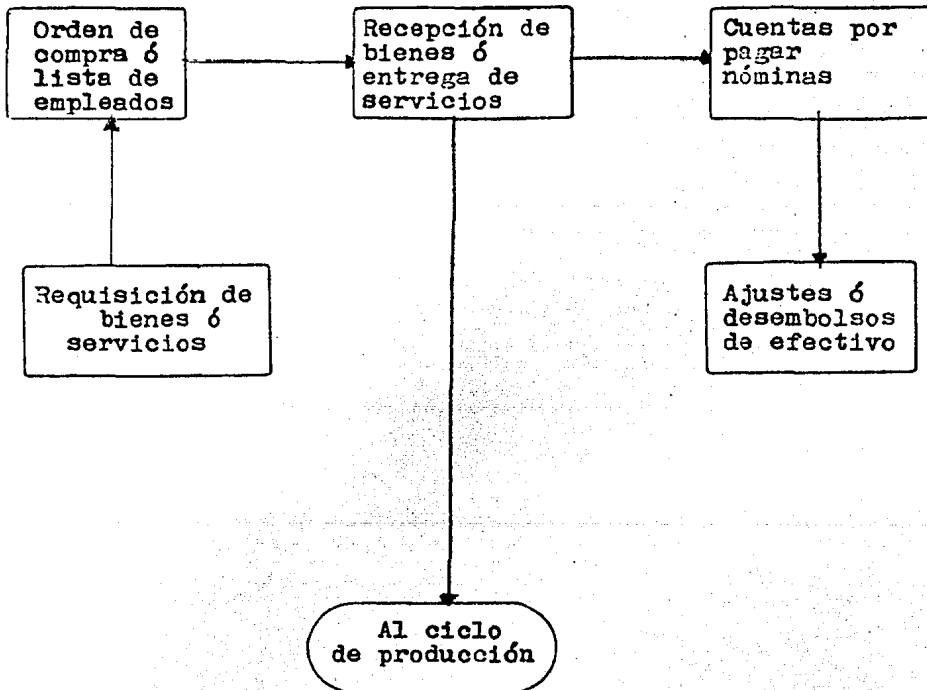 Orden de
compra ó
lista de
empleados
Recepción de
bienes ó
entrega de
servicios
Cuentas por
pagar
nóminas
Requisición de
bienes ó
servicios
Ajustes ó
desembolsos
de efectivo
Al ciclo
de producción